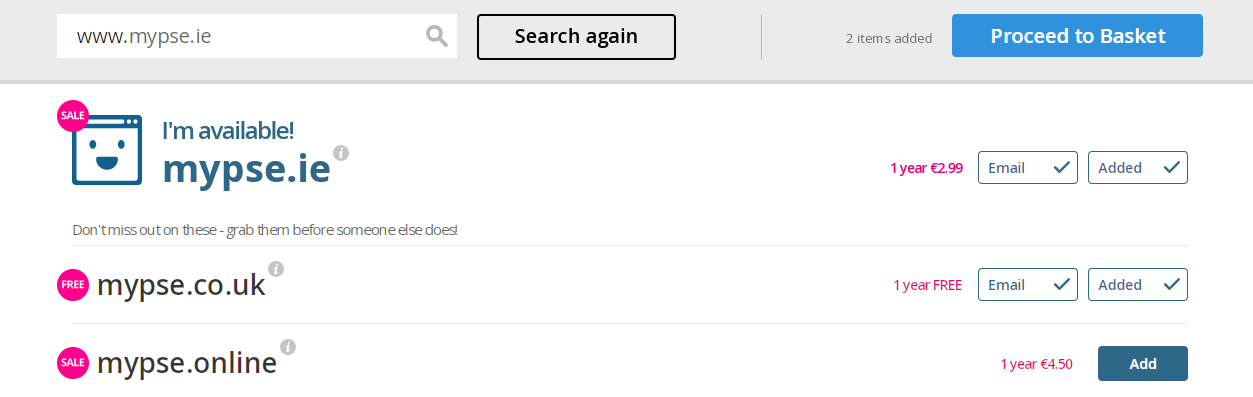 www.mypse.ie
Search again
2 items added
Proceed to Basket
SALE
I'm available!
mypse.ie i
1 year €2.99
Email
Added
Don't miss out on these - grab them before someone else does!
FREE
mypse.co.uk i
1 year FREE
Email
Added
SALE
mypse.online i
1 year €4.50
Add